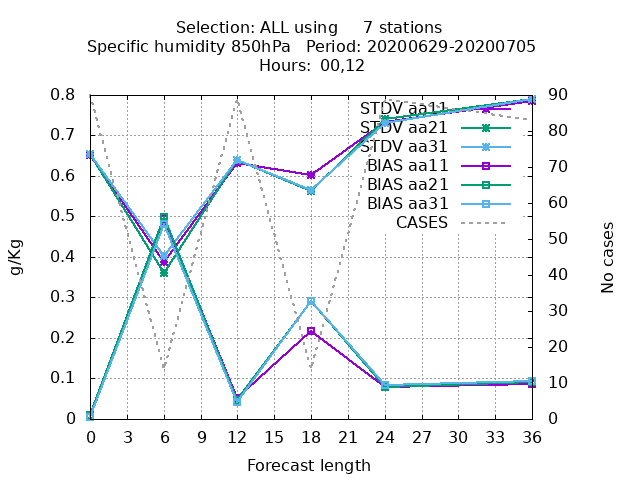 Selection: ALL using     7 stations
Specific humidity 850hPa   Period: 20200629-20200705
Hours: 00,12
STDV aa11
STDV aa21
STDV aa31
BIAS aa11
BIAS aa21
BIAS aa31
CASES
g/Kg
0.8
0.7
0.6
0.5
0.4
0.3
0.2
0.1
0
No cases
90
80
70
60
50
40
30
20
10
0
0 3 6 9 12 15 18 21 24 27 30 33 36
Forecast length